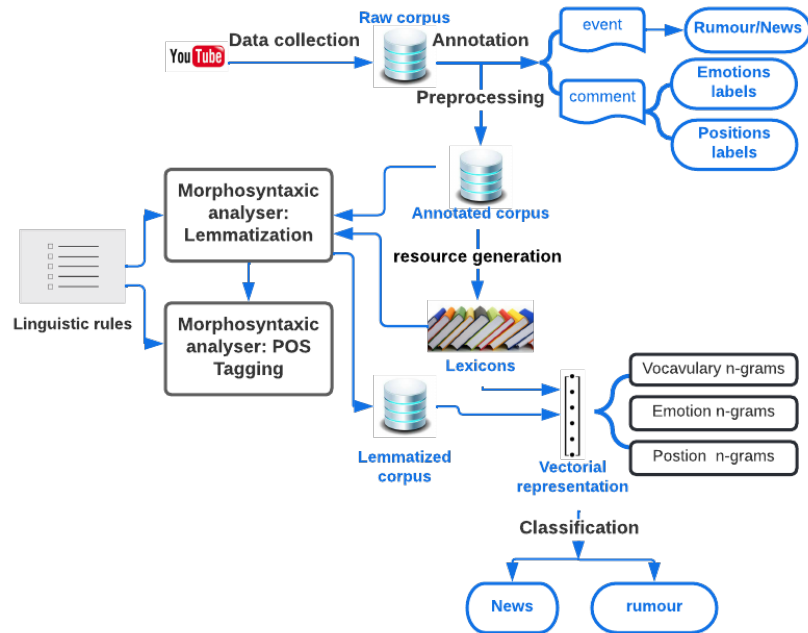 Raw corpus
Data collection
Annotation
You Tube
event
Rumour/News
Preprocessing
comment
Emotions
labels
Positions
labels
Morphosyntaxic
analyser:
Lemmatization
Annotated corpus
resource generation
Linguistic rules
Morphosyntaxic
analyser: POS
Tagging
Lexicons
Vocavulary n-grams
Emotion n-grams
Postion n-grams
Lemmatized
corpus
Vectorial
representation
Classification
News
rumour